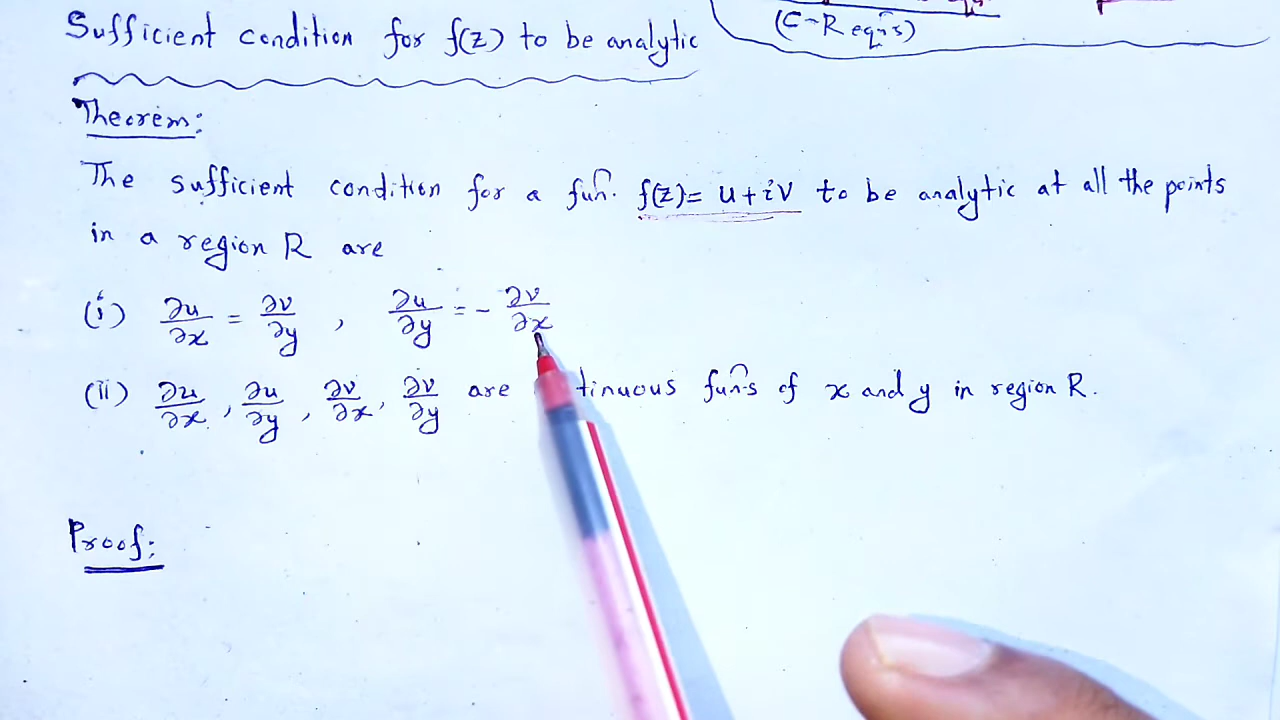 Sufficient condition for f(z) to be analytic
(C-R Eqn's)
Theorem:
The sufficient condition for a fun. f(z)= u+iv to be analytic at all the points
in a region R are
(i) ∂u/∂x = ∂v/∂y , ∂u/∂y = - ∂v/∂x
(ii) ∂u/∂x , ∂u/∂y , ∂v/∂x , ∂v/∂y are tinuous funs of x and y in region R.
Proof: